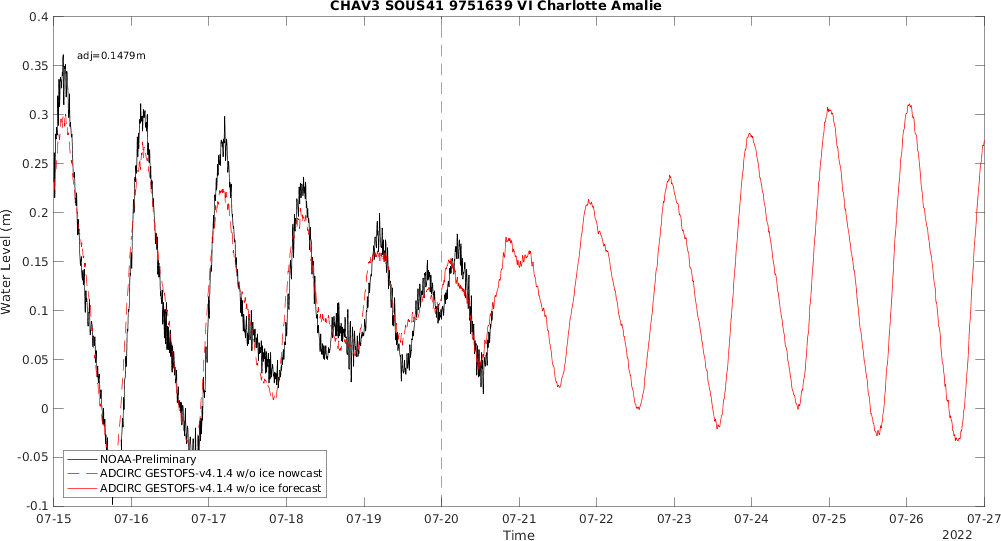 CHAV3 SOUS41 9751639 VI Charlotte Amalie
adj=0.1479m
0.4
0.35
0.3
0.25
0.2
0.15
0.1
0.05
0
-0.05
-0.1
Water Level (m)
NOAA-Preliminary
ADCIRC GESTOFS-v4.1.4 w/o ice nowcast
ADCIRC GESTOFS-v4.1.4 w/o ice forecast
07-15 07-16 07-17 07-18 07-19 07-20 07-21 07-22 07-23 07-24 07-25 07-26 07-27
Time
2022